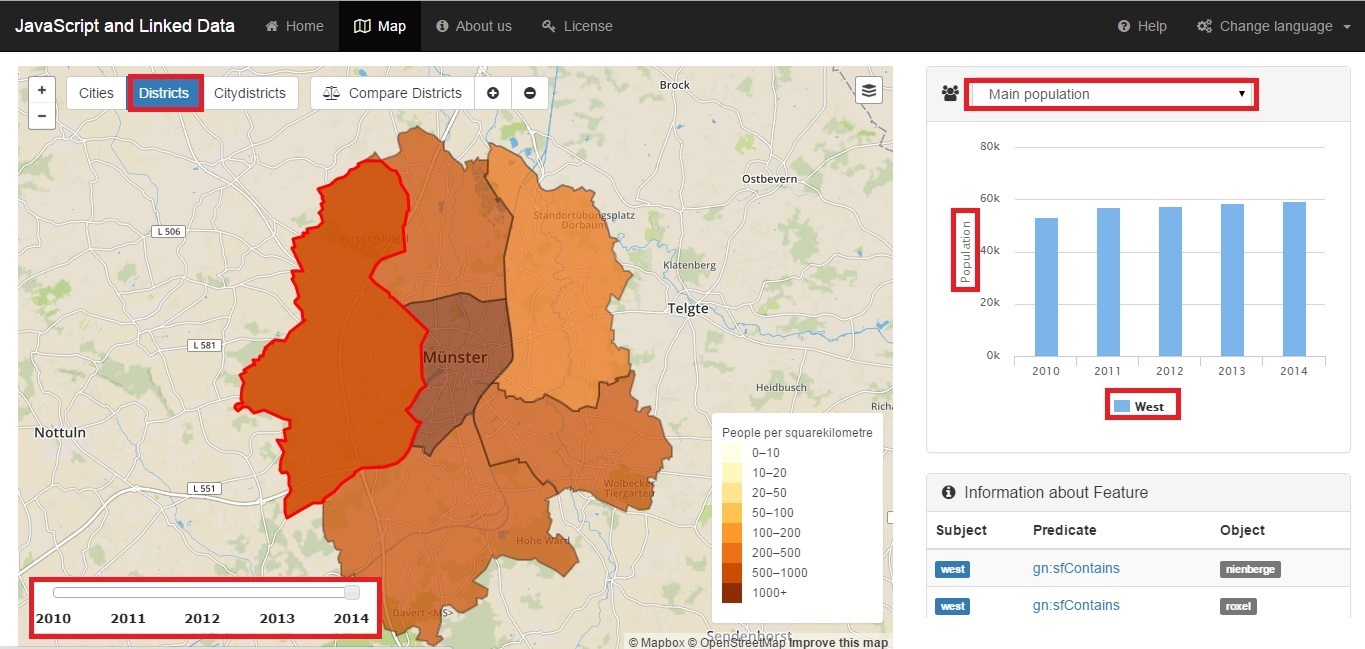 JavaScript and Linked Data Home Map About us License Help Change language
+
−
Cities Districts Citydistricts Compare Districts
Brock
Ostbevern
Standortübungsplatz
Dorbaum
L 506
Vorbergshügel
Klatenberg
Telgte
L 581
Münster
Heidbusch
Nottuln
L 551
Wolbecker
Tiergarten
Hohe Ward
Davert <MS>
Sendenhorst
People per squarekilometre
0–10
10–20
20–50
50–100
100–200
200–500
500–1000
1000+
2010 2011 2012 2013 2014
© Mapbox © OpenStreetMap Improve this map
Main population
Population
80k
60k
40k
20k
0k
2010 2011 2012 2013 2014
West
Information about Feature
Subject Predicate Object
west gn:sfContains nienberge
west gn:sfContains roxel